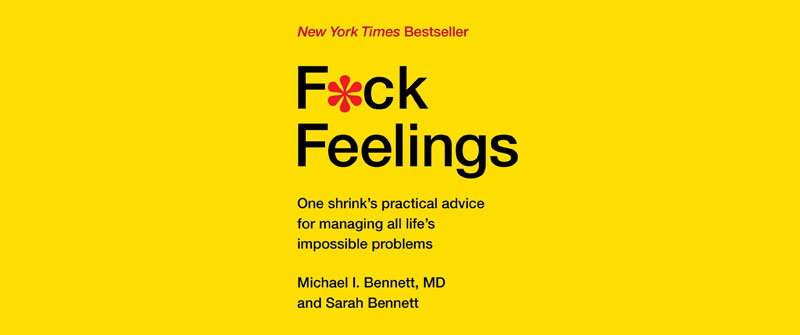 New York Times Bestseller
F*ck
Feelings
One shrink's practical advice
for managing all life's
impossible problems
Michael I. Bennett, MD
and Sarah Bennett